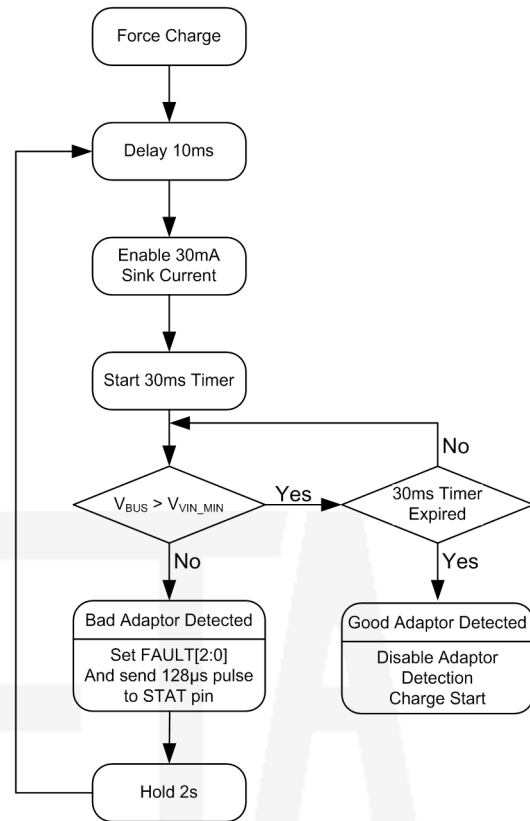 Force Charge
Delay 10ms
Enable 30mA
Sink Current
Start 30ms Timer
No
V_BUS > V_VIN_MIN
Yes
30ms Timer
Expired
No
Yes
Bad Adaptor Detected
Set FAULT[2:0]
And send 128µs pulse
to STAT pin
Good Adaptor Detected
Disable Adaptor
Detection
Charge Start
Hold 2s